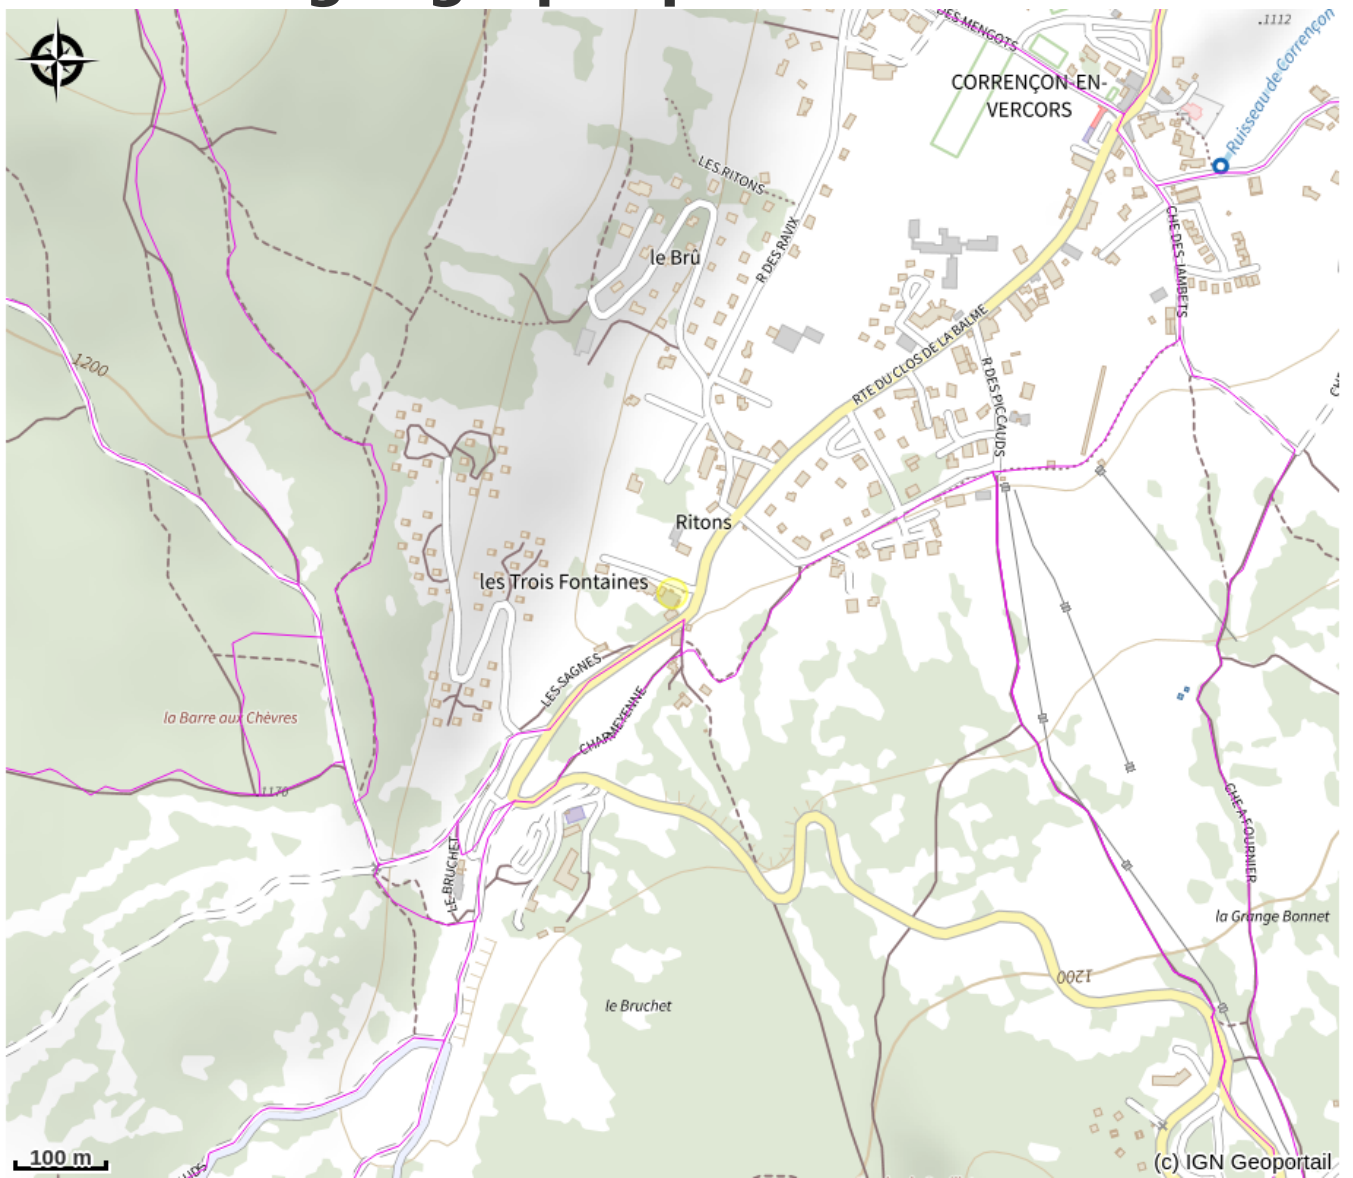 DES MENGOTS
.1112
CORRENÇON-EN-
VERCORS
Ruisseau de Corrençon
LES RITONS
R DES RAVIX
le Brû
CHE DES JAMBETS
RTE DU CLOS DE LA BALME
1200
R DES PICCAUDS
Ritons
les Trois Fontaines
LES SAGNES
la Barre aux Chèvres
CHARMEYENNE
1170
CHE A FOURNIER
LE BRUCHET
la Grange Bonnet
1200
le Bruchet
100 m
(c) IGN Geoportail